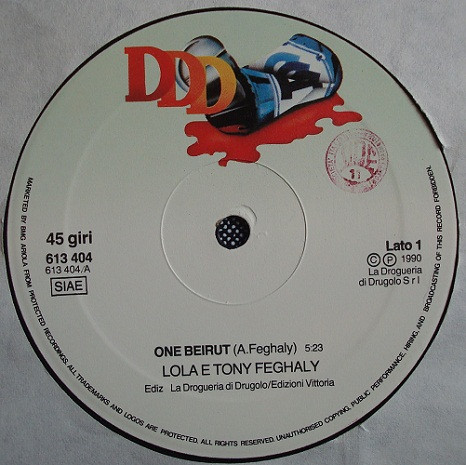 DDD
45 giri
613 404
613 404/A
SIAE
Lato 1
© ℗ 1990
La Drogueria
di Drugolo S r l
ONE BEIRUT (A.Feghaly) 5:23
LOLA E TONY FEGHALY
Ediz La Drogueria di Drugolo/Edizioni Vittoria
MARKETED BY BMG ARIOLA FROM PROTECTED RECORDINGS. ALL TRADEMARKS AND LOGOS ARE PROTECTED. ALL RIGHTS RESERVED. UNAUTHORISED COPYING, PUBLIC PERFORMANCE, HIRING, AND BROADCASTING OF THIS RECORD FORBIDDEN.